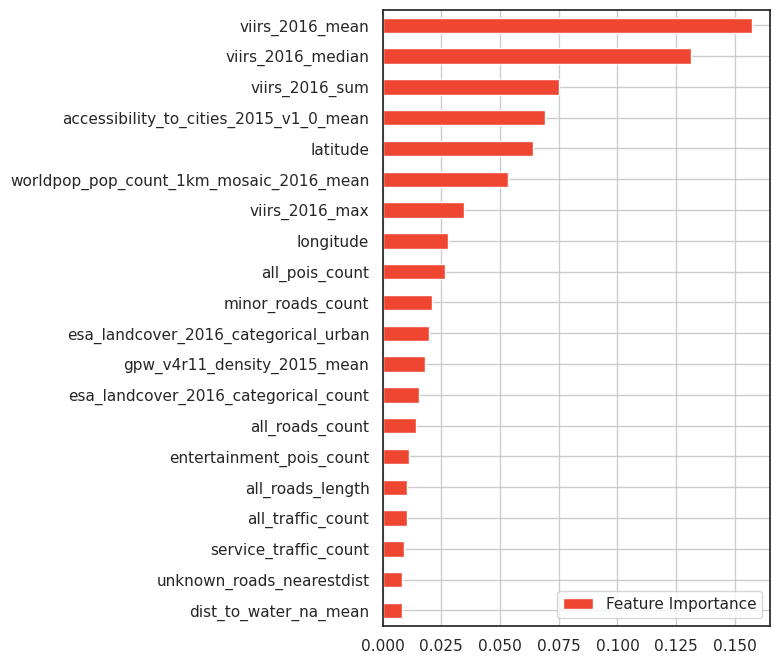 viirs_2016_mean
viirs_2016_median
viirs_2016_sum
accessibility_to_cities_2015_v1_0_mean
latitude
worldpop_pop_count_1km_mosaic_2016_mean
viirs_2016_max
longitude
all_pois_count
minor_roads_count
esa_landcover_2016_categorical_urban
gpw_v4r11_density_2015_mean
esa_landcover_2016_categorical_count
all_roads_count
entertainment_pois_count
all_roads_length
all_traffic_count
service_traffic_count
unknown_roads_nearestdist
dist_to_water_na_mean
Feature Importance
0.000 0.025 0.050 0.075 0.100 0.125 0.150